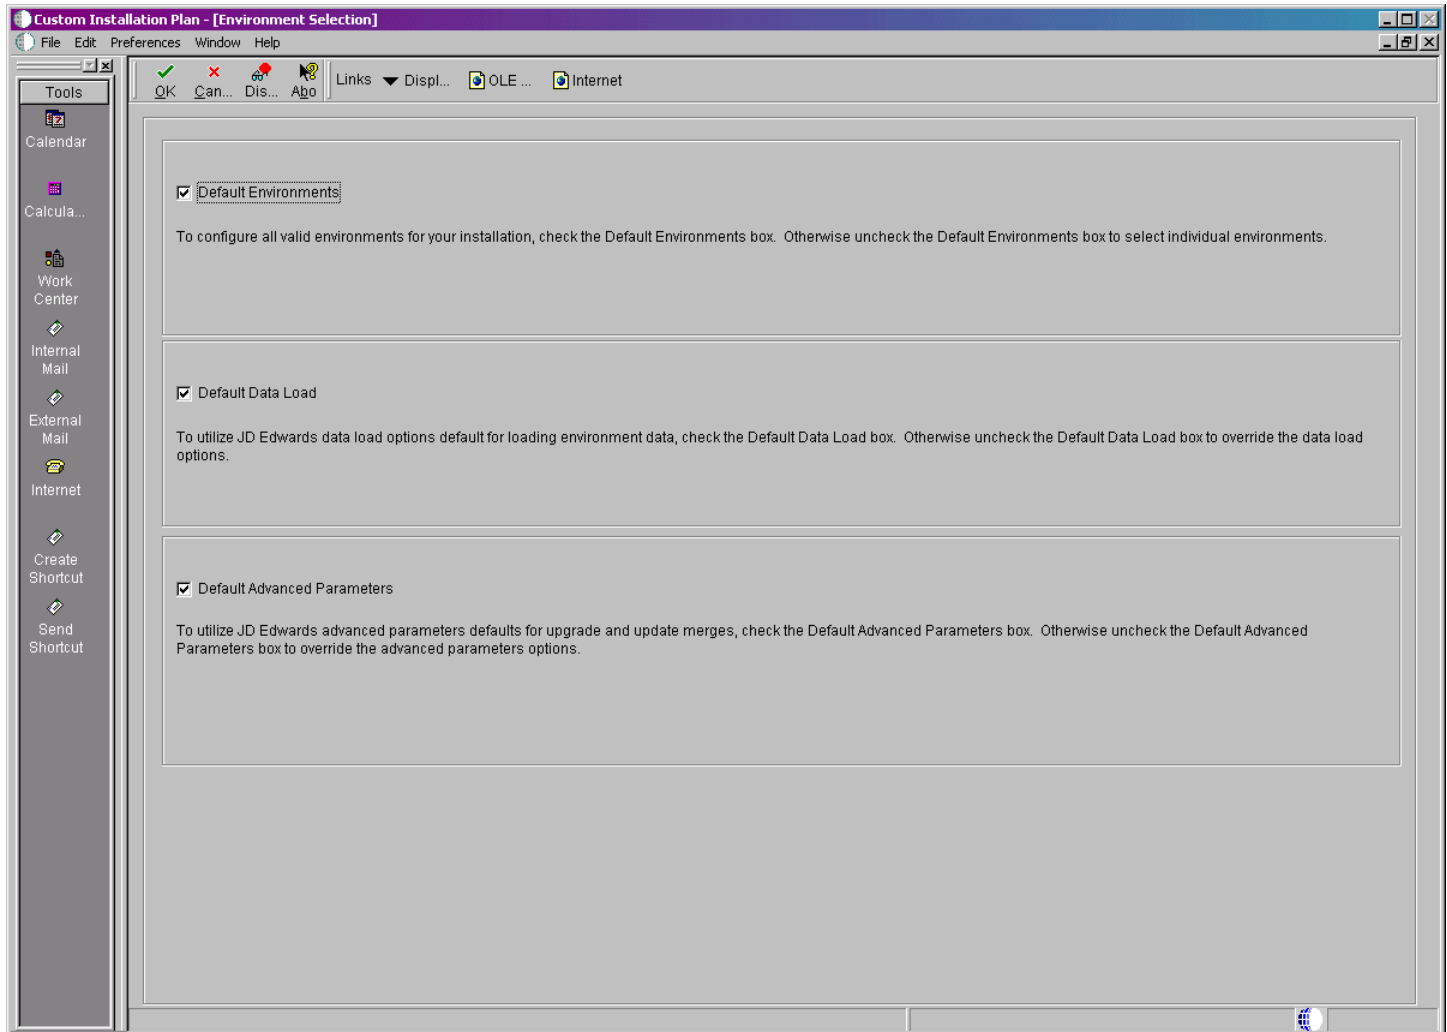 Custom Installation Plan - [Environment Selection]
File Edit Preferences Window Help
Tools
OK Can... Dis... Abo Links Displ... OLE ... Internet
Calendar
Calcula...
Work
Center
Internal
Mail
External
Mail
Internet
Create
Shortcut
Send
Shortcut
Default Environments
To configure all valid environments for your installation, check the Default Environments box. Otherwise uncheck the Default Environments box to select individual environments.
Default Data Load
To utilize JD Edwards data load options default for loading environment data, check the Default Data Load box. Otherwise uncheck the Default Data Load box to override the data load
options.
Default Advanced Parameters
To utilize JD Edwards advanced parameters defaults for upgrade and update merges, check the Default Advanced Parameters box. Otherwise uncheck the Default Advanced
Parameters box to override the advanced parameters options.